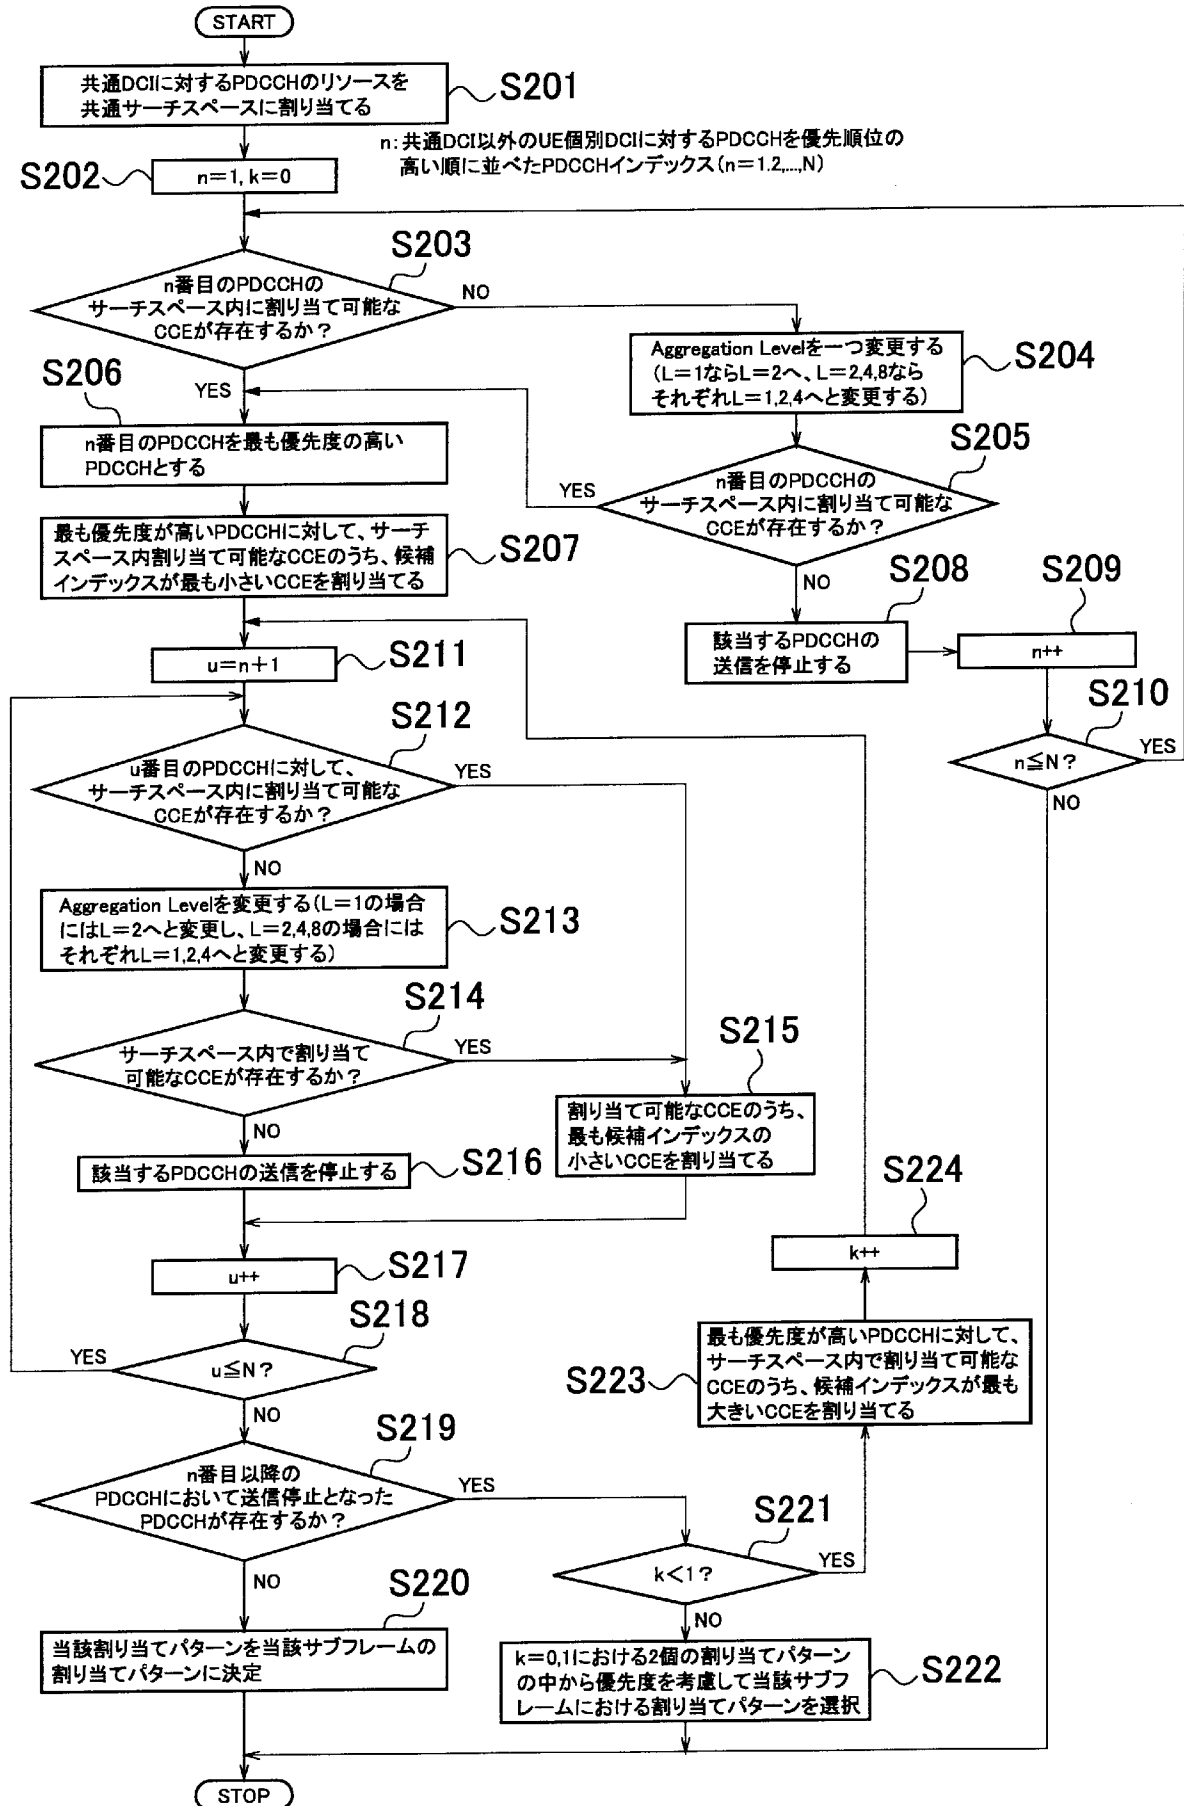 START
共通DCIに対するPDCCHのリソースを
共通サーチスペースに割り当てる
S201
n:共通DCI以外のUE個別DCIに対するPDCCHを優先順位の
高い順に並べたPDCCHインデックス(n=1.2,...,N)
S202
n=1, k=0
S203
n番目のPDCCHの
サーチスペース内に割り当て可能な
CCEが存在するか?
NO
YES
Aggregation Levelを一つ変更する
(L=1ならL=2へ、L=2,4,8なら
それぞれL=1,2,4へと変更する)
S204
S206
n番目のPDCCHを最も優先度の高い
PDCCHとする
S205
n番目のPDCCHの
サーチスペース内に割り当て可能な
CCEが存在するか?
YES
NO
最も優先度が高いPDCCHに対して、サーチ
スペース内割り当て可能なCCEのうち、候補
インデックスが最も小さいCCEを割り当てる
S207
S208
該当するPDCCHの
送信を停止する
S209
n++
S210
n≦N?
YES
NO
u=n+1
S211
S212
u番目のPDCCHに対して、
サーチスペース内に割り当て可能な
CCEが存在するか?
YES
NO
Aggregation Levelを変更する(L=1の場合
にはL=2へと変更し、L=2,4,8の場合には
それぞれL=1,2,4へと変更する)
S213
S214
サーチスペース内で割り当て
可能なCCEが存在するか?
YES
NO
S215
割り当て可能なCCEのうち、
最も候補インデックスの
小さいCCEを割り当てる
該当するPDCCHの送信を停止する
S216
u++
S217
S218
u≦N?
YES
NO
S224
k++
最も優先度が高いPDCCHに対して、
サーチスペース内で割り当て可能な
CCEのうち、候補インデックスが最も
大きいCCEを割り当てる
S223
S219
n番目以降の
PDCCHにおいて送信停止となった
PDCCHが存在するか?
YES
NO
S221
k<1?
YES
NO
S220
当該割り当てパターンを当該サブフレームの
割り当てパターンに決定
k=0,1における2個の割り当てパターン
の中から優先度を考慮して当該サブフ
レームにおける割り当てパターンを選択
S222
STOP